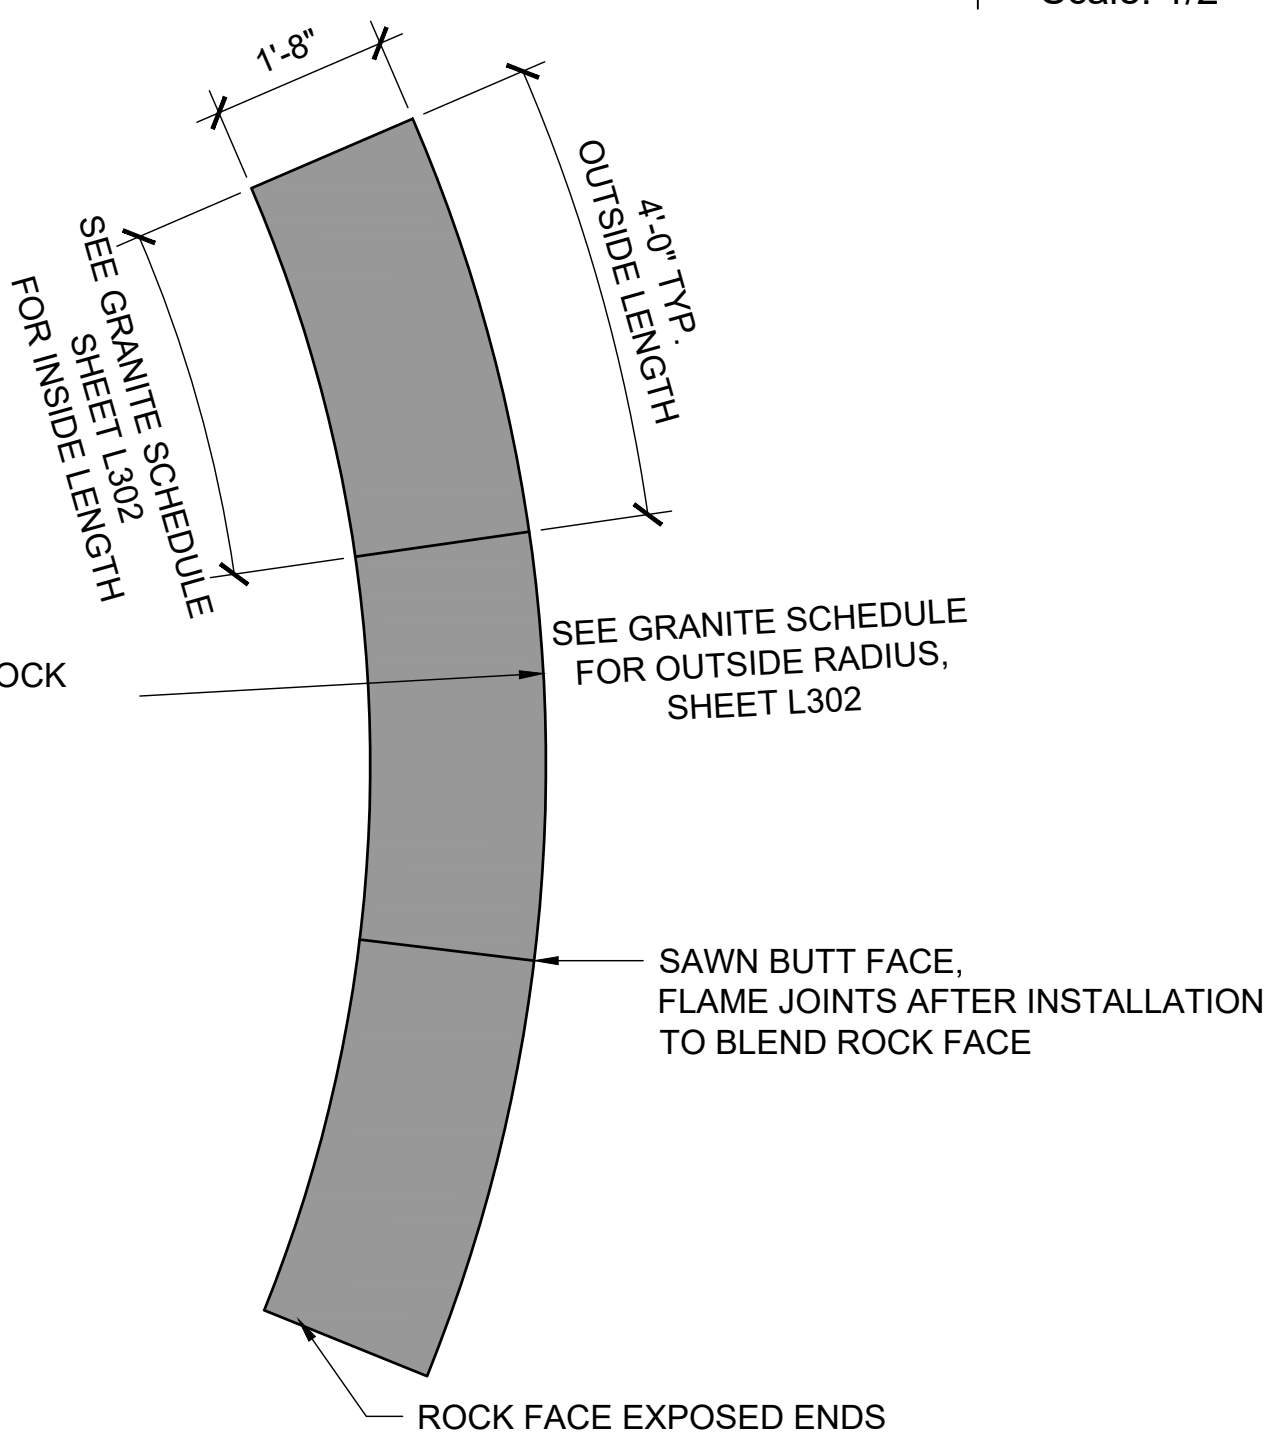 Scale: 1/2"
1'-8"
4'-0" TYP.
OUTSIDE LENGTH
SEE GRANITE SCHEDULE
SHEET L302
FOR INSIDE LENGTH
SEE GRANITE SCHEDULE
FOR OUTSIDE RADIUS,
SHEET L302
OCK
SAWN BUTT FACE,
FLAME JOINTS AFTER INSTALLATION
TO BLEND ROCK FACE
ROCK FACE EXPOSED ENDS